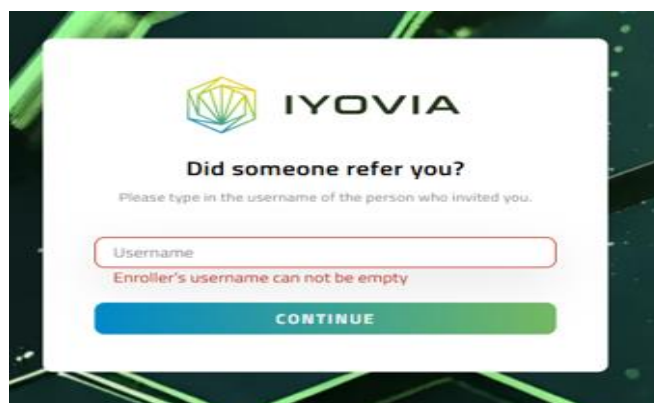 IYOVIA
Did someone refer you?
Please type in the username of the person who invited you.
Username
Enroller's username can not be empty
CONTINUE